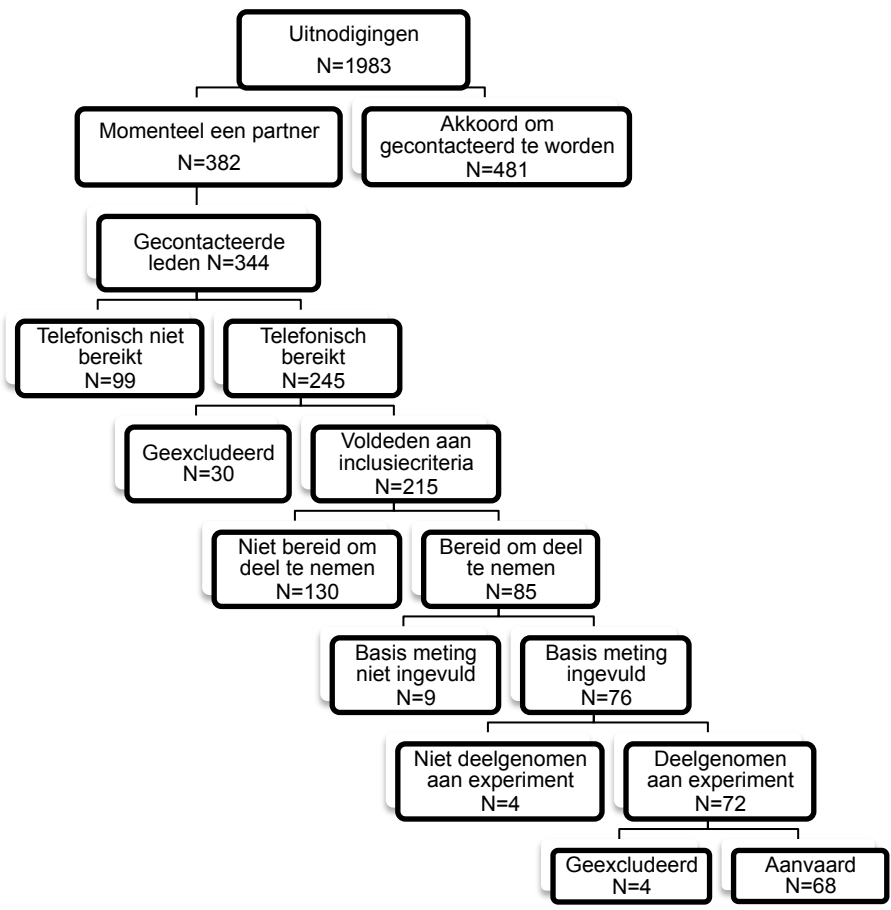 Uitnodigingen
N=1983
Momenteel een partner
N=382
Akkoord om
gecontacteerd te worden
N=481
Gecontacteerde
leden N=344
Telefonisch niet
bereikt
N=99
Telefonisch
bereikt
N=245
Geexcludeerd
N=30
Voldeden aan
inclusiecriteria
N=215
Niet bereid om
deel te nemen
N=130
Bereid om deel
te nemen
N=85
Basis meting
niet ingevuld
N=9
Basis meting
ingevuld
N=76
Niet deelgenomen
aan experiment
N=4
Deelgenomen
aan experiment
N=72
Geexcludeerd
N=4
Aanvaard
N=68